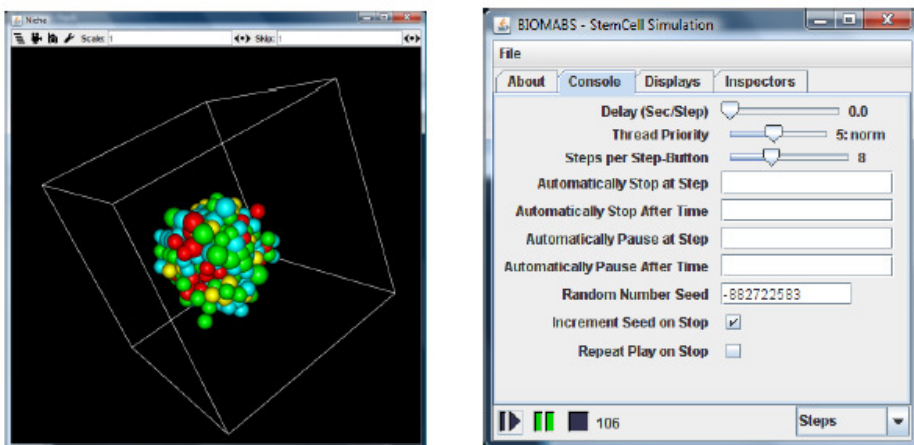 Niche
Scale: 1 Skip: 1
BIOMABS - StemCell Simulation
File
About Console Displays Inspectors
Delay (Sec/Step) 0.0
Thread Priority 5: norm
Steps per Step-Button 8
Automatically Stop at Step
Automatically Stop After Time
Automatically Pause at Step
Automatically Pause After Time
Random Number Seed -882722583
Increment Seed on Stop
Repeat Play on Stop
106 Steps